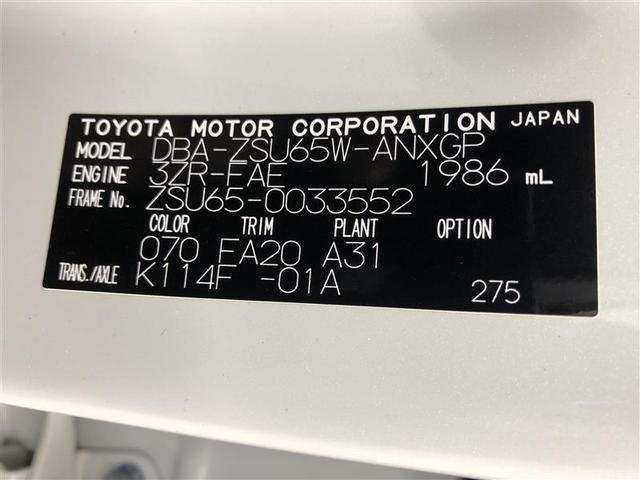 TOYOTA MOTOR CORPORATION JAPAN
MODEL DBA-ZSU65W-ANXGP
ENGINE 3ZR-FAE 1986 mL
FRAME No. ZSU65-0033552
COLOR TRIM PLANT OPTION
070 FA20 A31
TRANS./AXLE K114F -01A 275